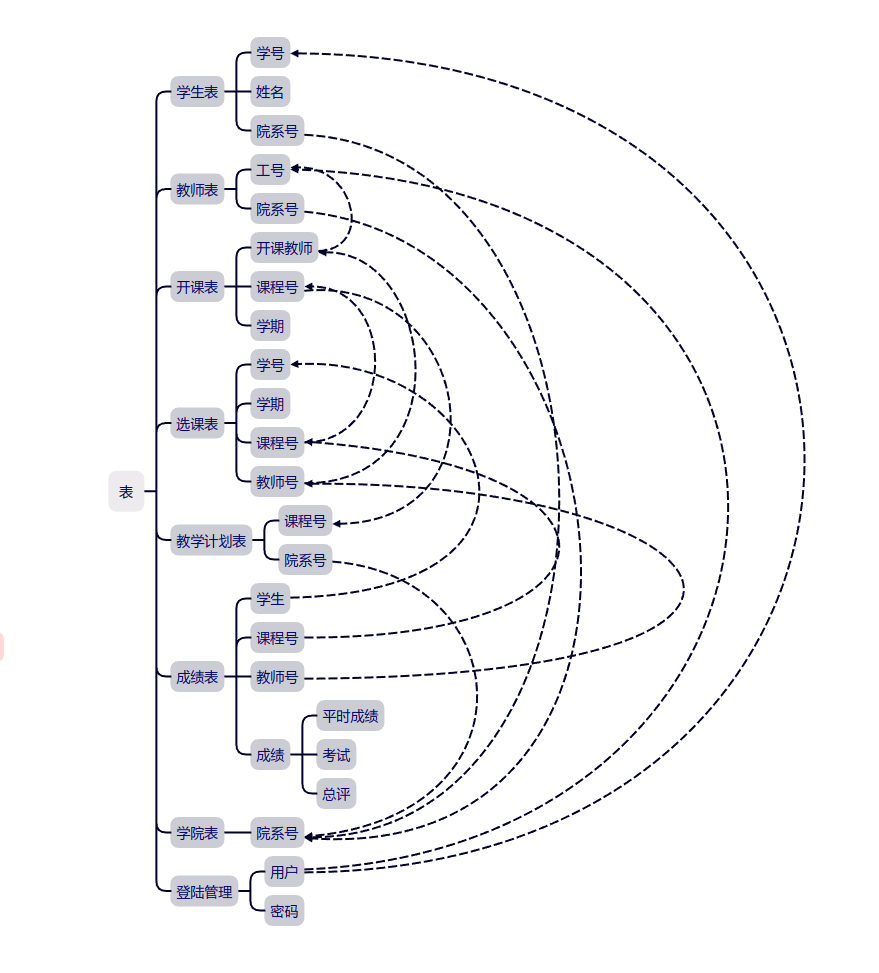 表
学生表
学号
姓名
院系号
教师表
工号
院系号
开课表
开课教师
课程号
学期
选课表
学号
学期
课程号
教师号
教学计划表
课程号
院系号
成绩表
学生
课程号
教师号
成绩
平时成绩
考试
总评
学院表
院系号
登陆管理
用户
密码